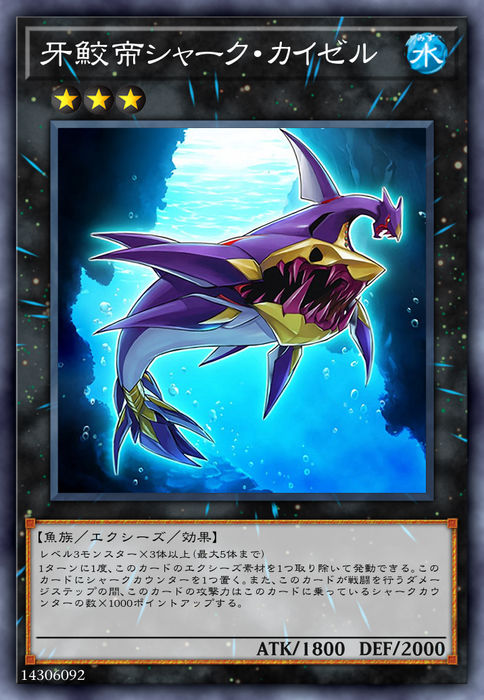 牙鮫帝シャーク・カイゼル
みず
水
【魚族／エクシーズ／効果】
レベル3モンスター×3体以上(最大5体まで)
1ターンに1度、このカードのエクシーズ素材を1つ取り除いて発動できる。この
カードにシャークカウンターを1つ置く。また、このカードが戦闘を行うダメー
ジステップの間、このカードの攻撃力はこのカードに乗っているシャークカウ
ンターの数×1000ポイントアップする。
ATK/1800 DEF/2000
14306092